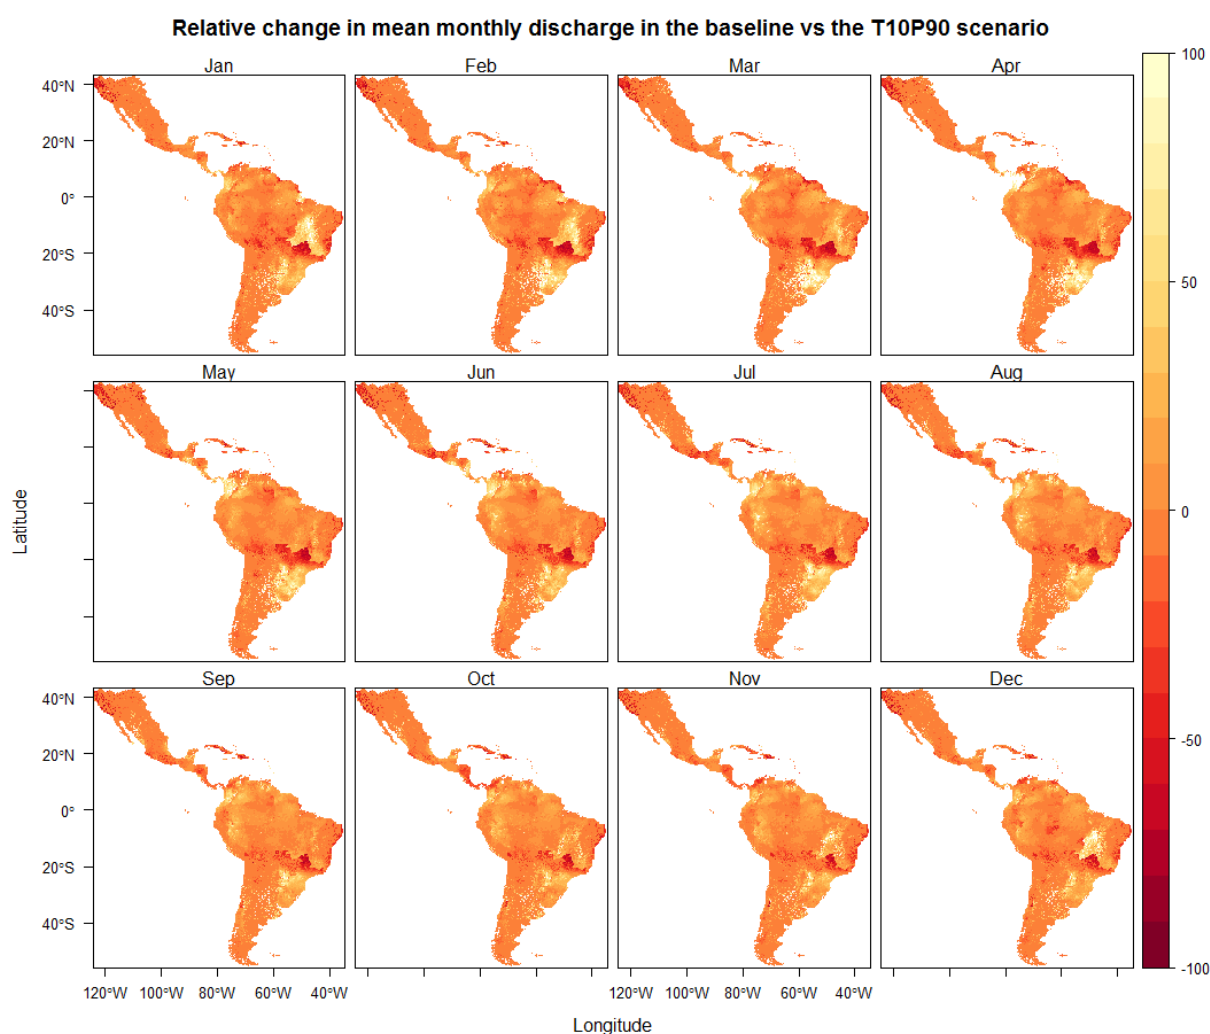 Relative change in mean monthly discharge in the baseline vs the T10P90 scenario
Jan Feb Mar Apr
40°N
20°N
0°
20°S
40°S
May Jun Jul Aug
Sep Oct Nov Dec
40°N
20°N
0°
20°S
40°S
120°W 100°W 80°W 60°W 40°W 120°W 100°W 80°W 60°W 40°W
Latitude
Longitude
100
50
0
-50
-100